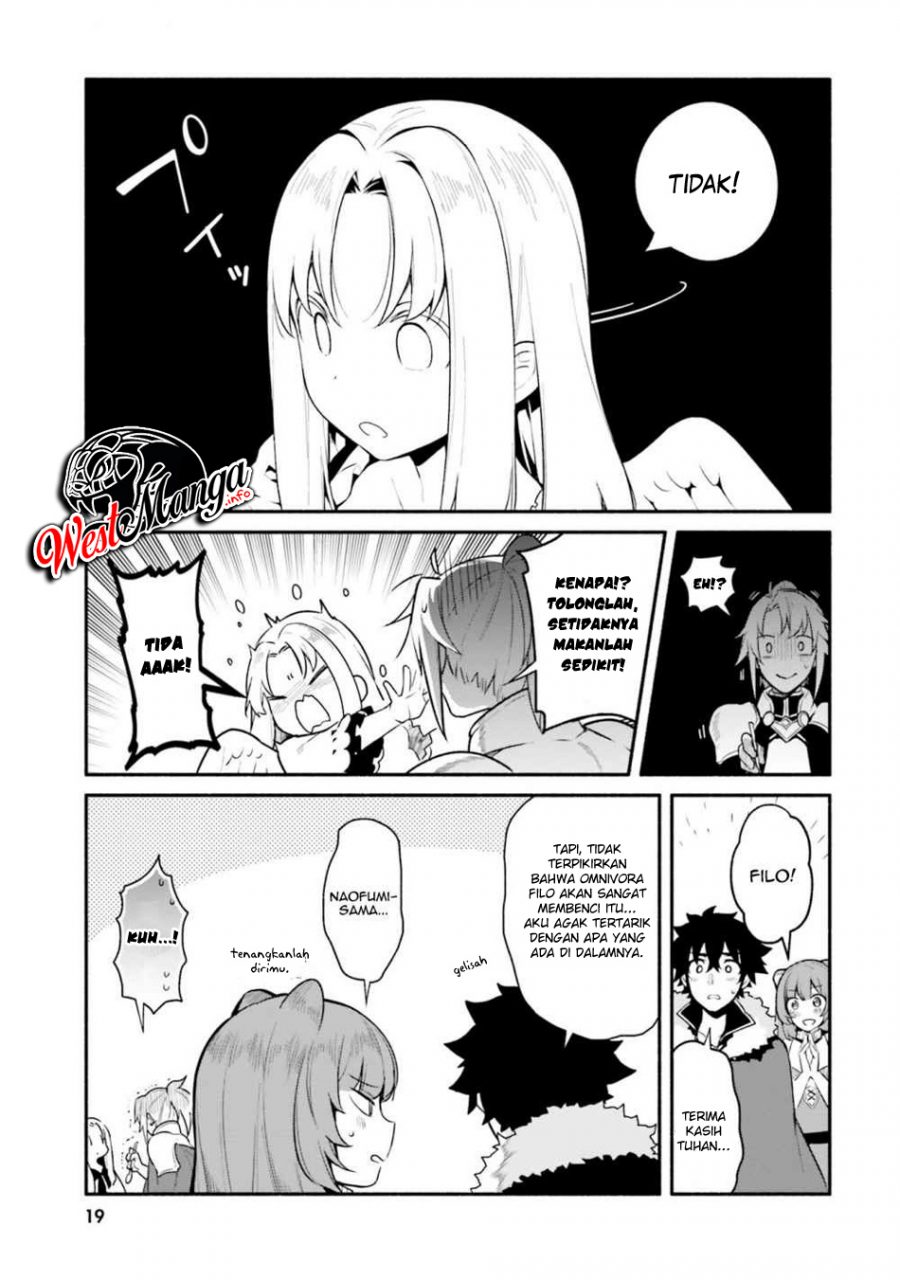 TIDAK!
プイッ
WestManga
.info
EH!?
KENAPA!?
TOLONGLAH,
SETIDAKNYA
MAKANLAH
SEDIKIT!
TIDA
AAAK!
FILO!
TERIMA
KASIH
TUHAN...
TAPI, TIDAK
TERPIKIRKAN
BAHWA OMNIVORA
FILO AKAN SANGAT
MEMBENCI ITU...
AKU AGAK TERTARIK
DENGAN APA YANG
ADA DI DALAMNYA.
gelisah
NAOFUMI-
SAMA...
tenangkanlah
dirimu.
KUH...!
19